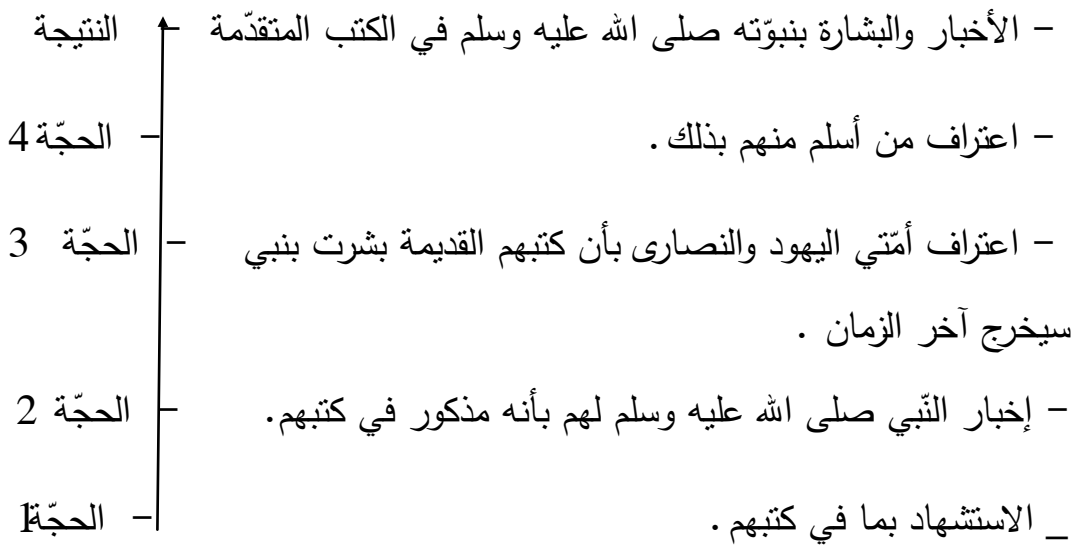 – الأخبار والبشارة بنبوّته صلى الله عليه وسلم في الكتب المتقدّمة – النتيجة
– اعتراف من أسلم منهم بذلك. – الحجّة 4
– اعتراف أمّتي اليهود والنصارى بأن كتبهم القديمة بشرت بنبي – الحجّة 3
سيخرج آخر الزمان .
– إخبار النّبي صلى الله عليه وسلم لهم بأنه مذكور في كتبهم. – الحجّة 2
_ الاستشهاد بما في كتبهم. – الحجّة1